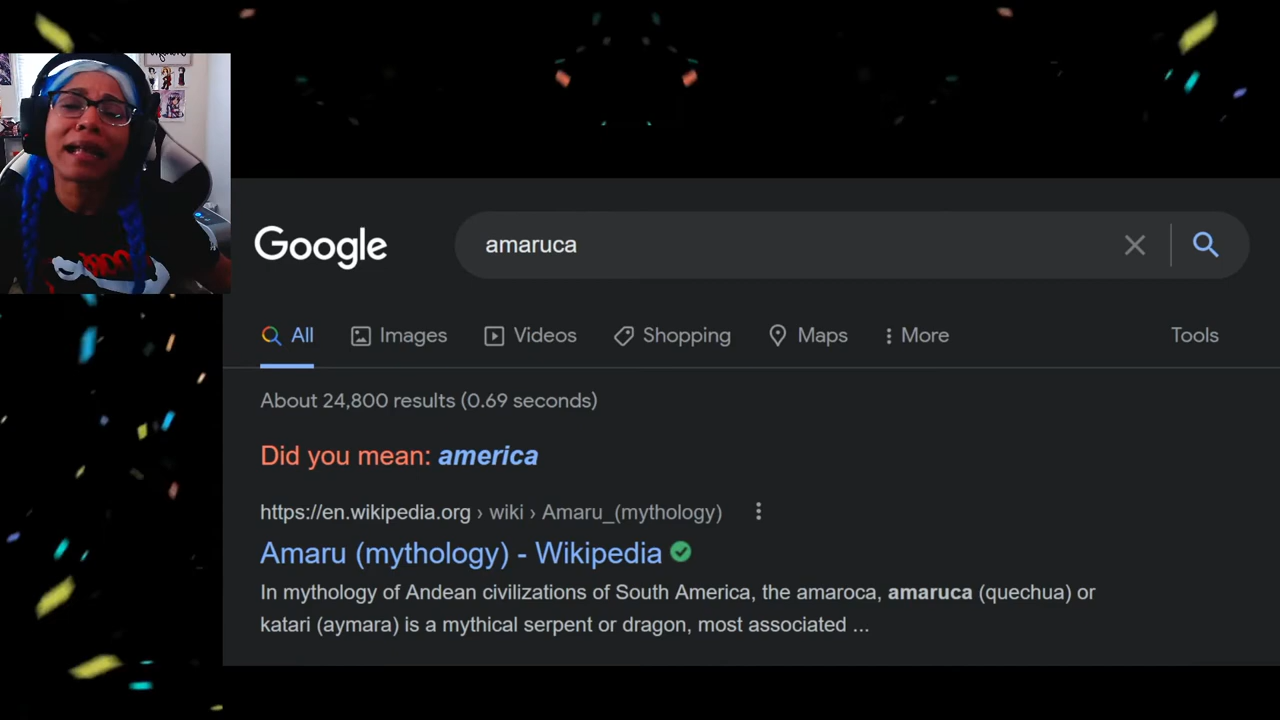 Google
amaruca
All Images Videos Shopping Maps More Tools
About 24,800 results (0.69 seconds)
Did you mean: america
https://en.wikipedia.org › wiki › Amaru_(mythology)
Amaru (mythology) - Wikipedia
In mythology of Andean civilizations of South America, the amaroca, amaruca (quechua) or
katari (aymara) is a mythical serpent or dragon, most associated ...